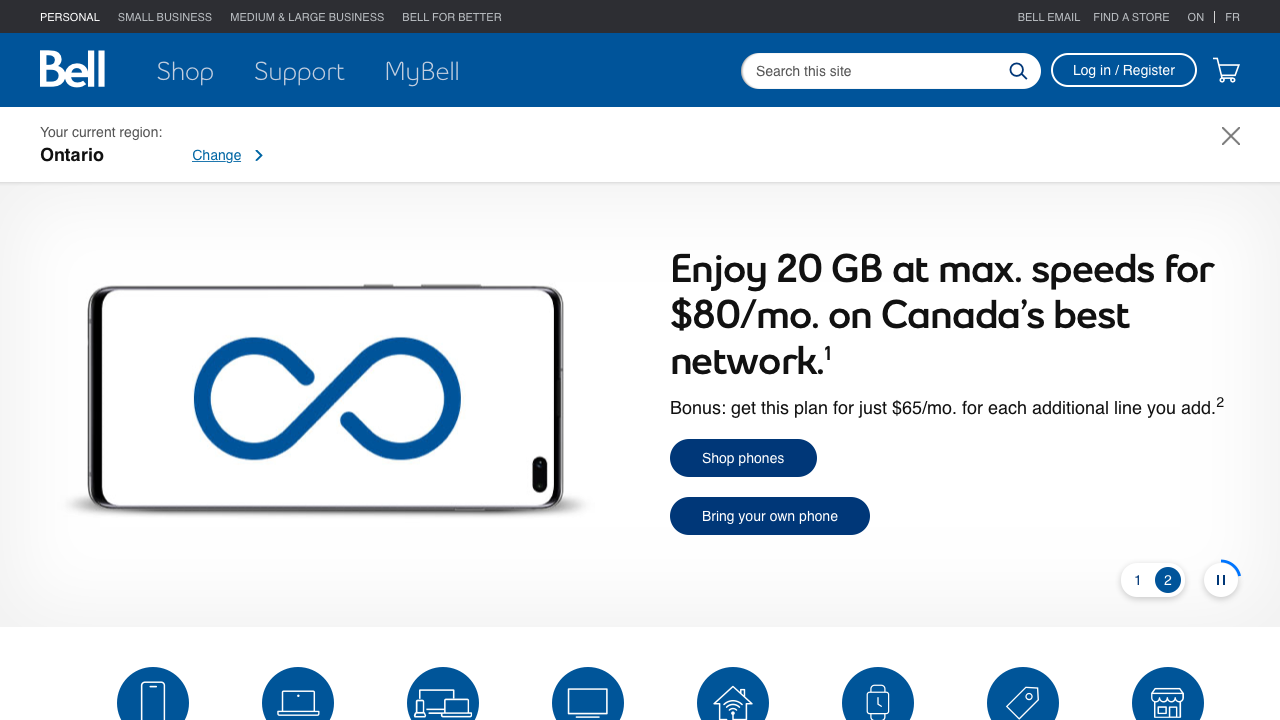 PERSONAL SMALL BUSINESS MEDIUM & LARGE BUSINESS BELL FOR BETTER BELL EMAIL FIND A STORE ON FR
Bell Shop Support MyBell Search this site Log in / Register
Your current region:
Ontario Change
Enjoy 20 GB at max. speeds for
$80/mo. on Canada’s best
network.1
Bonus: get this plan for just $65/mo. for each additional line you add.2
Shop phones
Bring your own phone
1 2